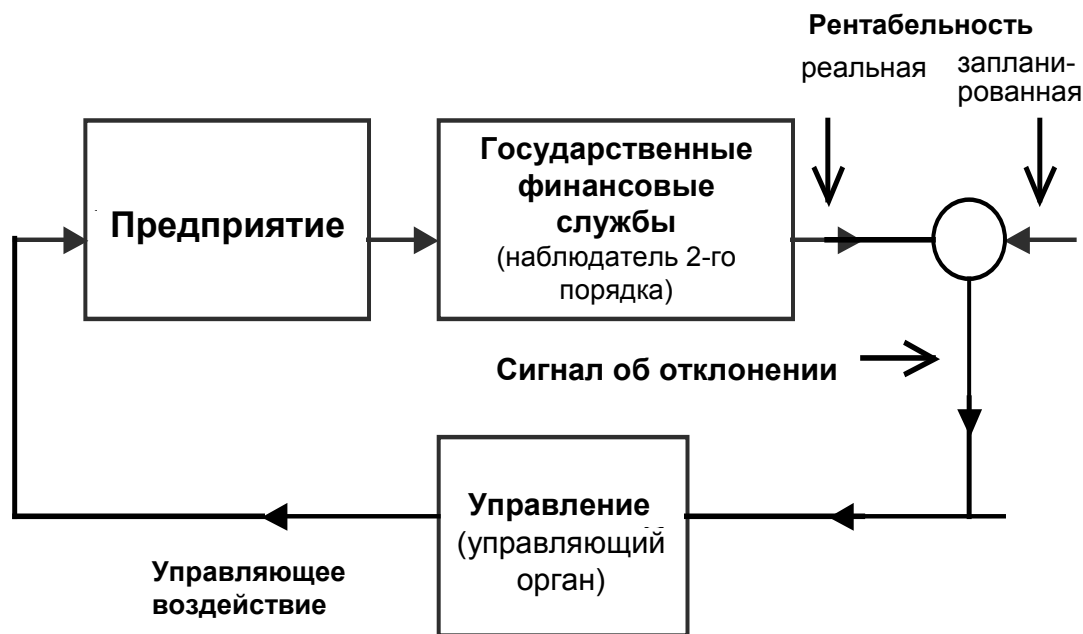 Рентабельность
реальная
заплани-
рованная
Предприятие
Государственные
финансовые
службы
(наблюдатель 2-го
порядка)
Сигнал об отклонении
Управление
(управляющий
орган)
Управляющее
воздействие